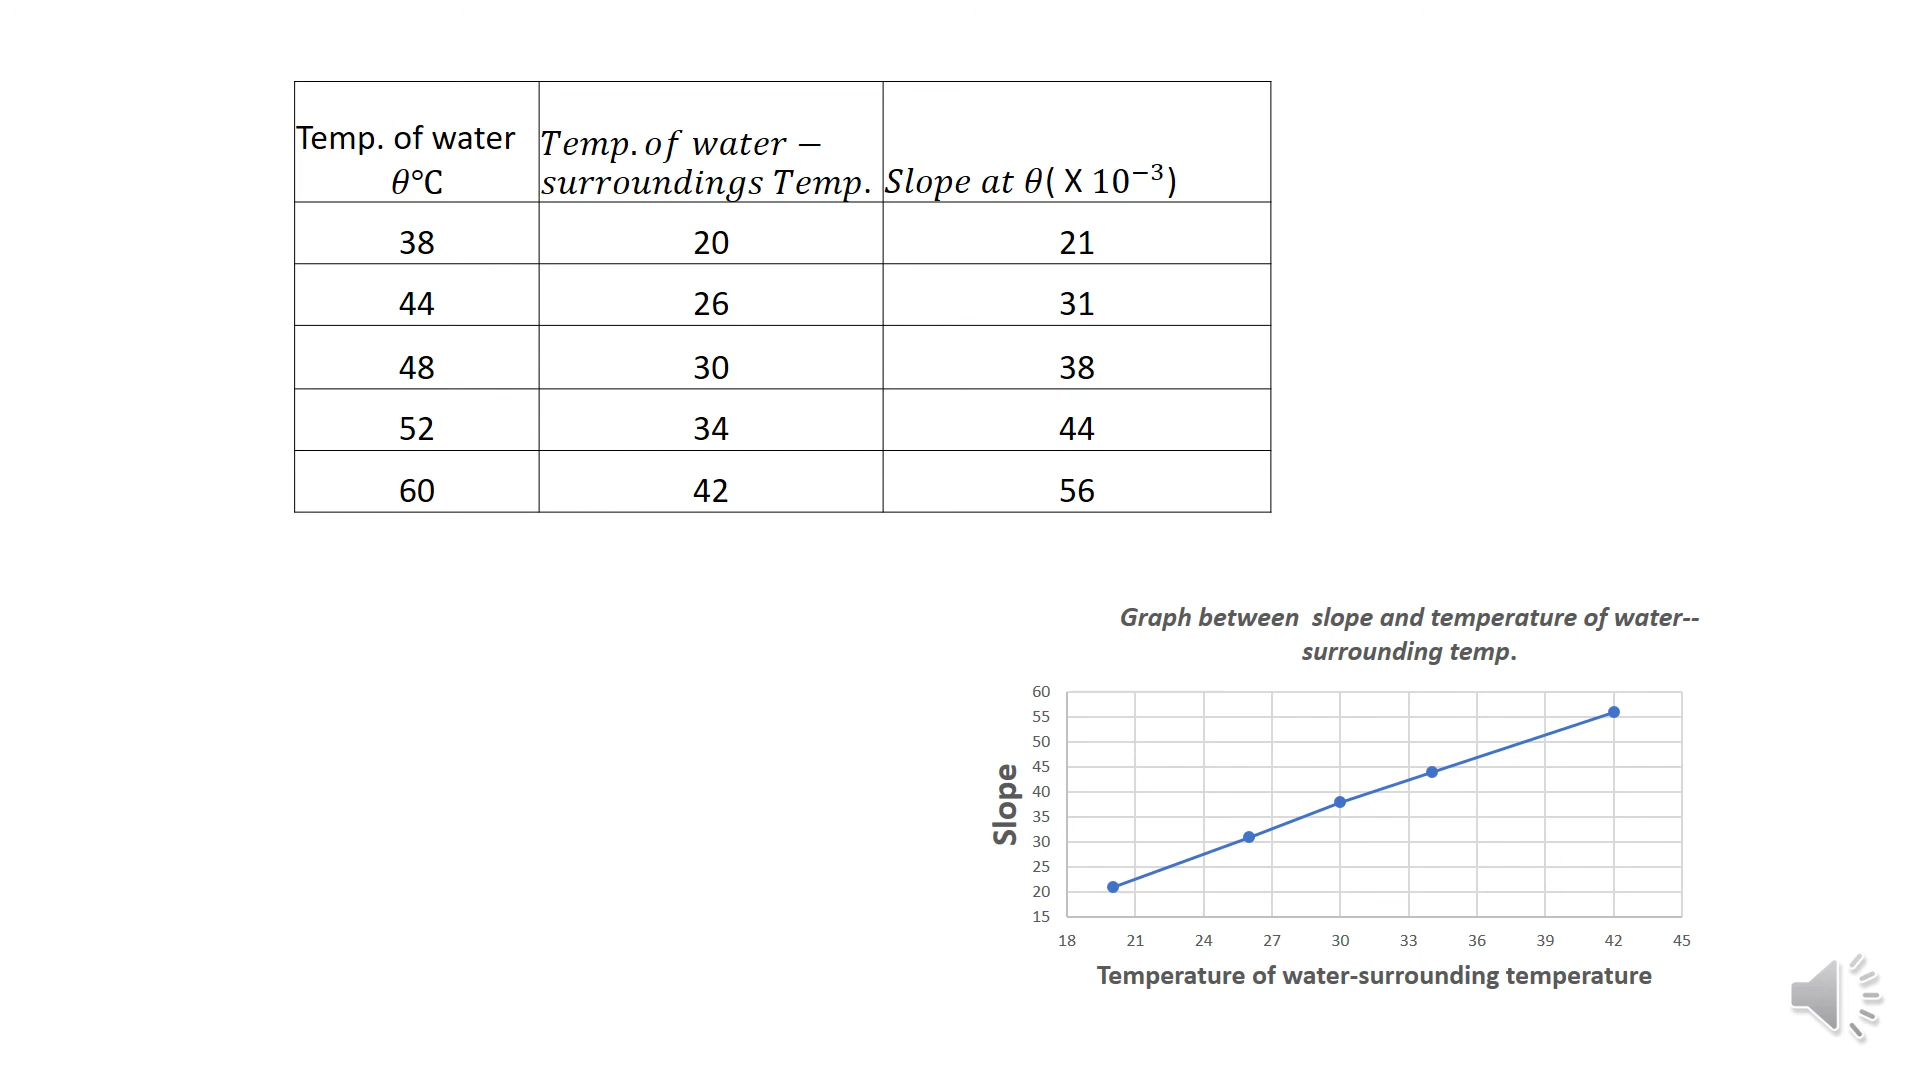 Temp. of water
θ°C
Temp. of water −
surroundings Temp.
Slope at θ( X 10⁻³)
38 20 21
44 26 31
48 30 38
52 34 44
60 42 56
Graph between  slope and temperature of water--
surrounding temp.
Slope
60
55
50
45
40
35
30
25
20
15
18 21 24 27 30 33 36 39 42 45
Temperature of water-surrounding temperature